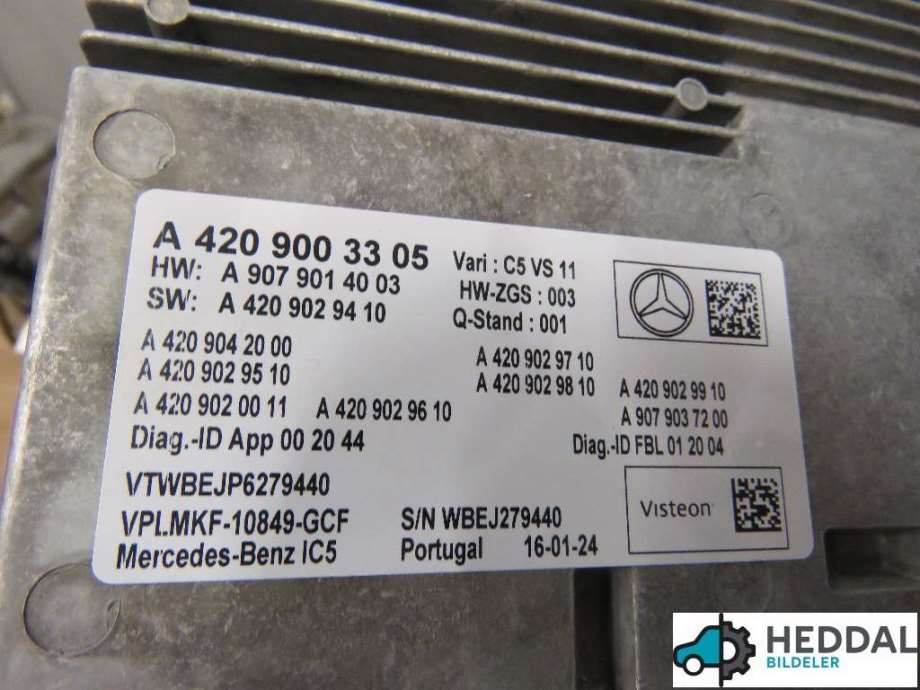 A 420 900 33 05
HW: A 907 901 40 03
SW: A 420 902 94 10
Vari : C5 VS 11
HW-ZGS : 003
Q-Stand : 001
A 420 904 20 00
A 420 902 95 10
A 420 902 97 10
A 420 902 98 10
A 420 902 99 10
A 420 902 00 11 A 420 902 96 10
A 907 903 72 00
Diag.-ID App 00 20 44
Diag.-ID FBL 01 20 04
VTWBEJP6279440
VPLMKF-10849-GCF
S/N WBEJ279440
Mercedes-Benz IC5
Portugal 16-01-24
Visteon
HEDDAL
BILDELER